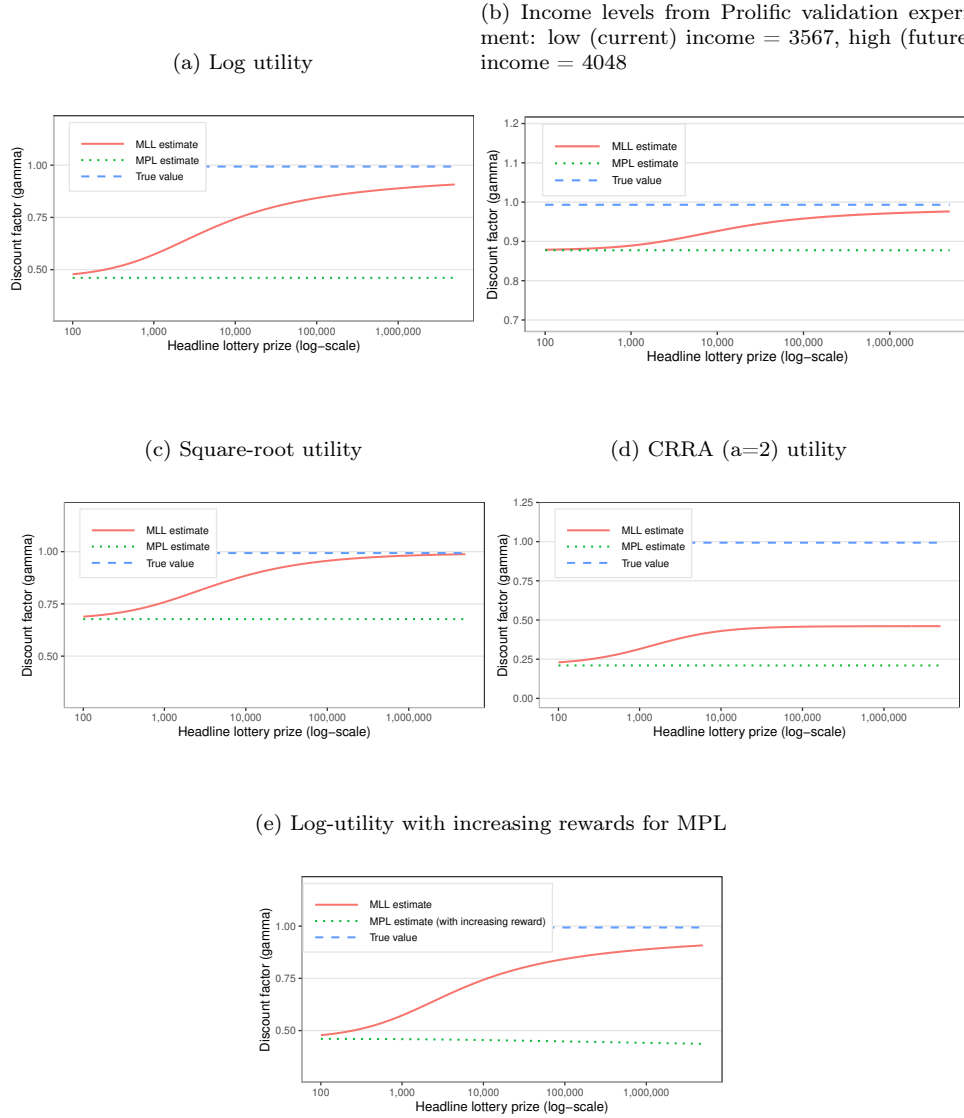 (a) Log utility
Discount factor (gamma)
1.00
0.75
0.50
MLL estimate
MPL estimate
True value
100
1,000
10,000
100,000
1,000,000
Headline lottery prize (log−scale)
(b) Income levels from Prolific validation exper
ment: low (current) income = 3567, high (future
income = 4048
Discount factor (gamma)
1.2
1.1
1.0
0.9
0.8
0.7
MLL estimate
MPL estimate
True value
100
1,000
10,000
100,000
1,000,000
Headline lottery prize (log−scale)
(c) Square-root utility
Discount factor (gamma)
1.00
0.75
0.50
MLL estimate
MPL estimate
True value
100
1,000
10,000
100,000
1,000,000
Headline lottery prize (log−scale)
(d) CRRA (a=2) utility
Discount factor (gamma)
1.25
1.00
0.75
0.50
0.25
0.00
MLL estimate
MPL estimate
True value
100
1,000
10,000
100,000
1,000,000
Headline lottery prize (log−scale)
(e) Log-utility with increasing rewards for MPL
Discount factor (gamma)
1.00
0.75
0.50
MLL estimate
MPL estimate (with increasing reward)
True value
100
1,000
10,000
100,000
1,000,000
Headline lottery prize (log−scale)